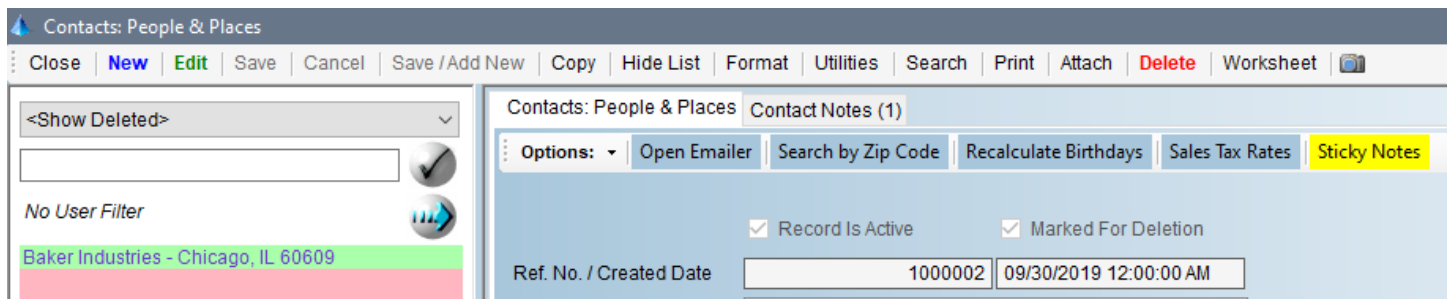 Contacts: People & Places
Close New Edit Save Cancel Save / Add New Copy Hide List Format Utilities Search Print Attach Delete Worksheet
<Show Deleted>
Contacts: People & Places Contact Notes (1)
Options: Open Emailer Search by Zip Code Recalculate Birthdays Sales Tax Rates Sticky Notes
No User Filter
Record Is Active Marked For Deletion
Baker Industries - Chicago, IL 60609
Ref. No. / Created Date 1000002 09/30/2019 12:00:00 AM